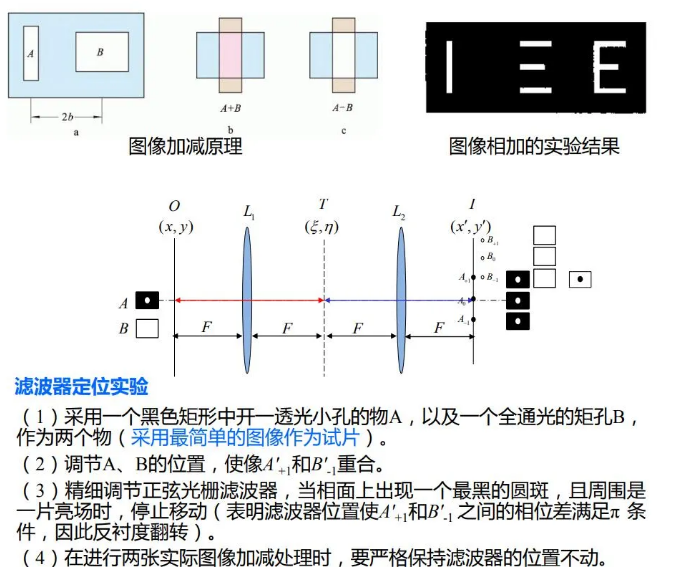 A
B
2b
a
A+B
b
A−B
c
图像加减原理
图像相加的实验结果
O
(x, y)
L₁
T
(ξ, η)
L₂
I
(x′, y′)
B₊₁
B₀
A₊₁
B₋₁
A
A₀
B
A₋₁
F
F
F
F
滤波器定位实验
（1）采用一个黑色矩形中开一透光小孔的物A，以及一个全通光的矩孔B，
作为两个物（采用最简单的图像作为试片）。
（2）调节A、B的位置，使像A′₊₁和B′₋₁重合。
（3）精细调节正弦光栅滤波器，当相面上出现一个最黑的圆斑，且周围是
一片亮场时，停止移动（表明滤波器位置使A′₊₁和B′₋₁ 之间的相位差满足π 条
件，因此反衬度翻转）。
（4）在进行两张实际图像加减处理时，要严格保持滤波器的位置不动。